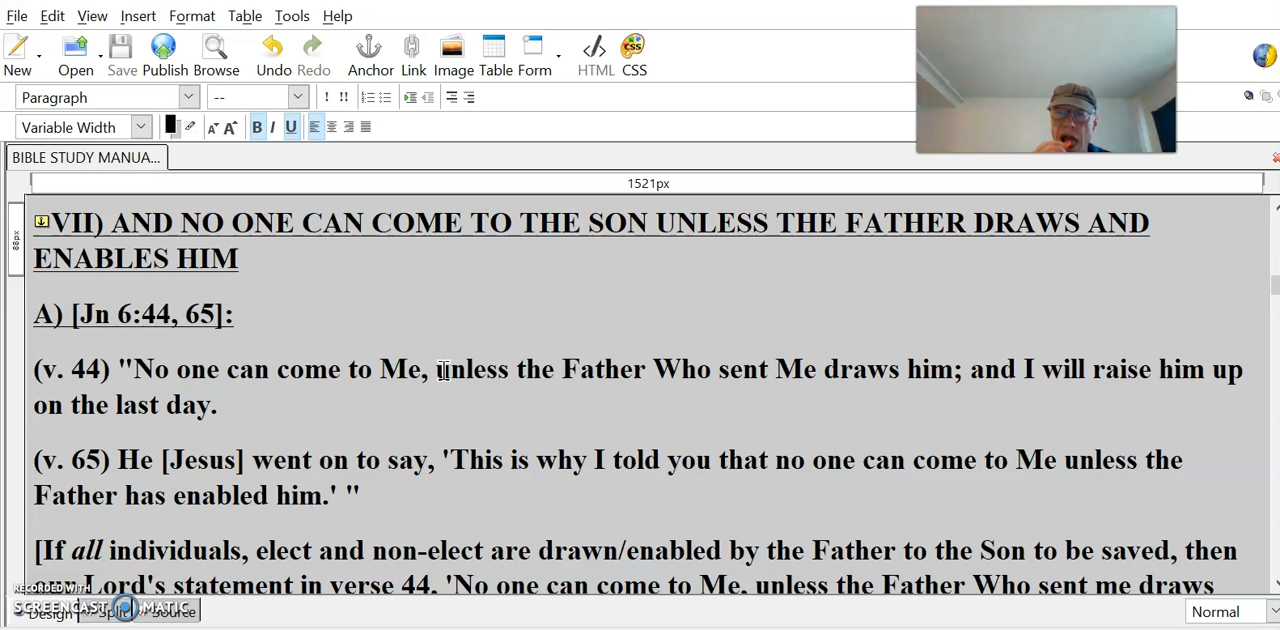 File Edit View Insert Format Table Tools Help
New Open Save Publish Browse Undo Redo Anchor Link Image Table Form HTML CSS
Paragraph --
Variable Width B I U
BIBLE STUDY MANUA...
1521px
88px
VII) AND NO ONE CAN COME TO THE SON UNLESS THE FATHER DRAWS AND
ENABLES HIM
A) [Jn 6:44, 65]:
(v. 44) "No one can come to Me, unless the Father Who sent Me draws him; and I will raise him up
on the last day.
(v. 65) He [Jesus] went on to say, 'This is why I told you that no one can come to Me unless the
Father has enabled him.' "
[If all individuals, elect and non-elect are drawn/enabled by the Father to the Son to be saved, then
Lord's statement in verse 44, 'No one can come to Me, unless the Father Who sent me draws
RECORDED WITH
SCREENCAST MATIC
Design Split Source Normal